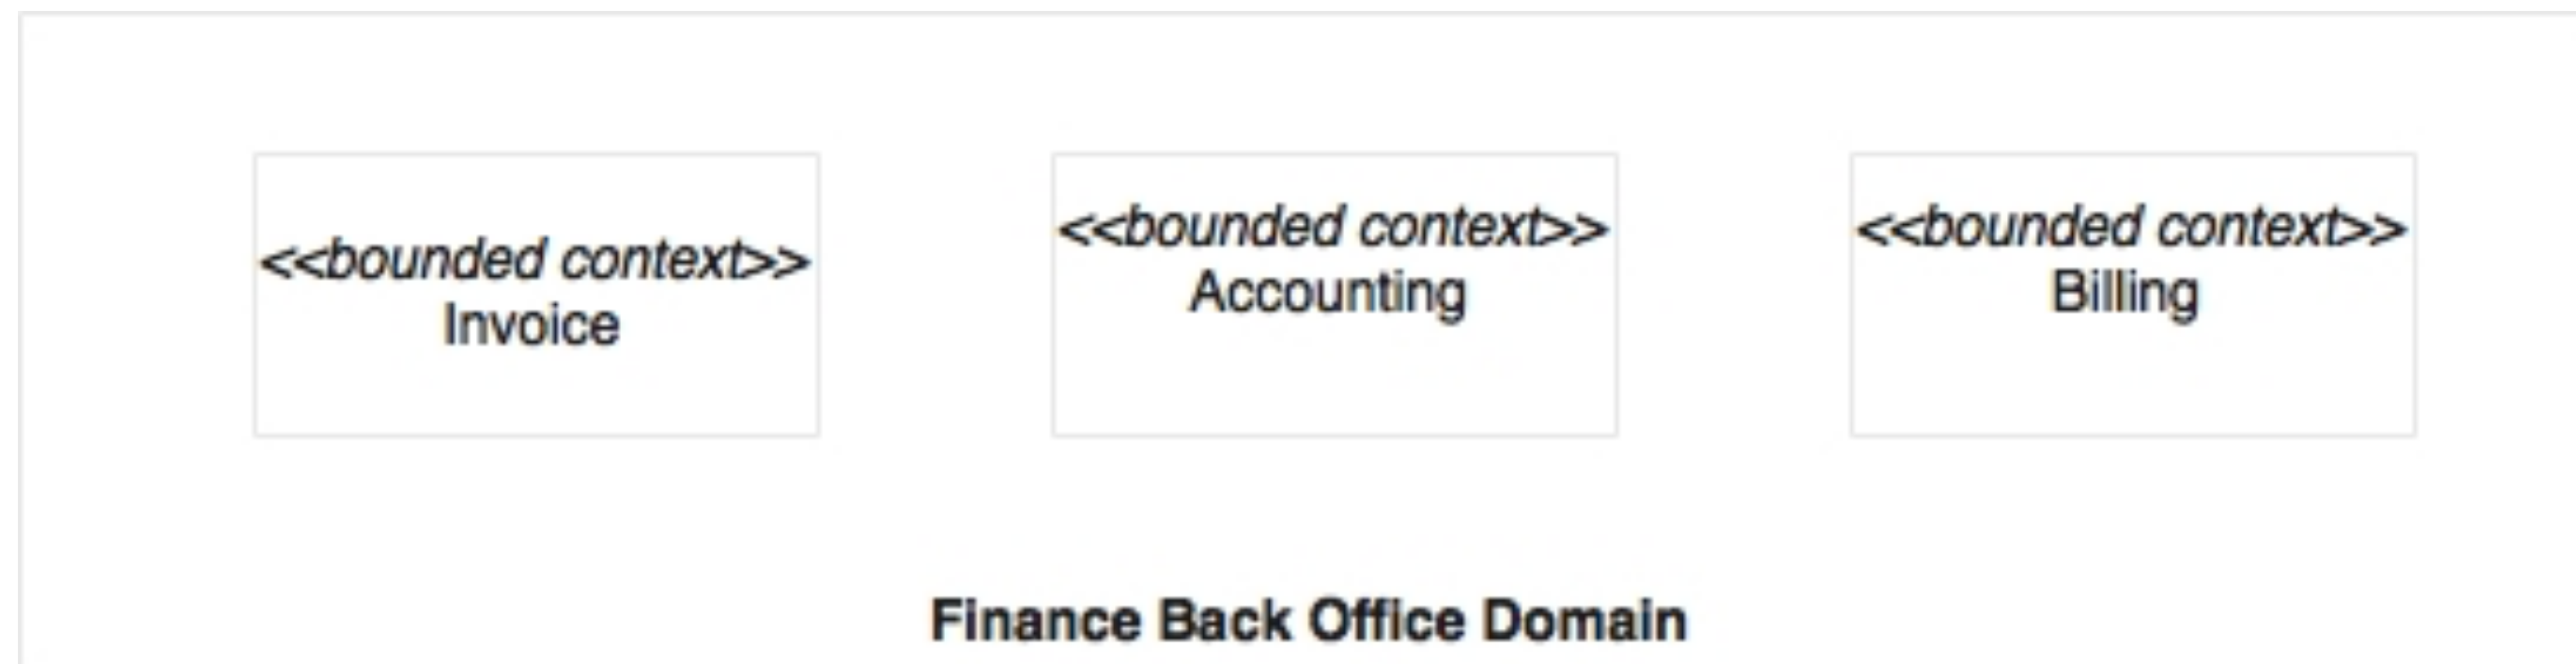 <<bounded context>>
Invoice
<<bounded context>>
Accounting
<<bounded context>>
Billing
Finance Back Office Domain